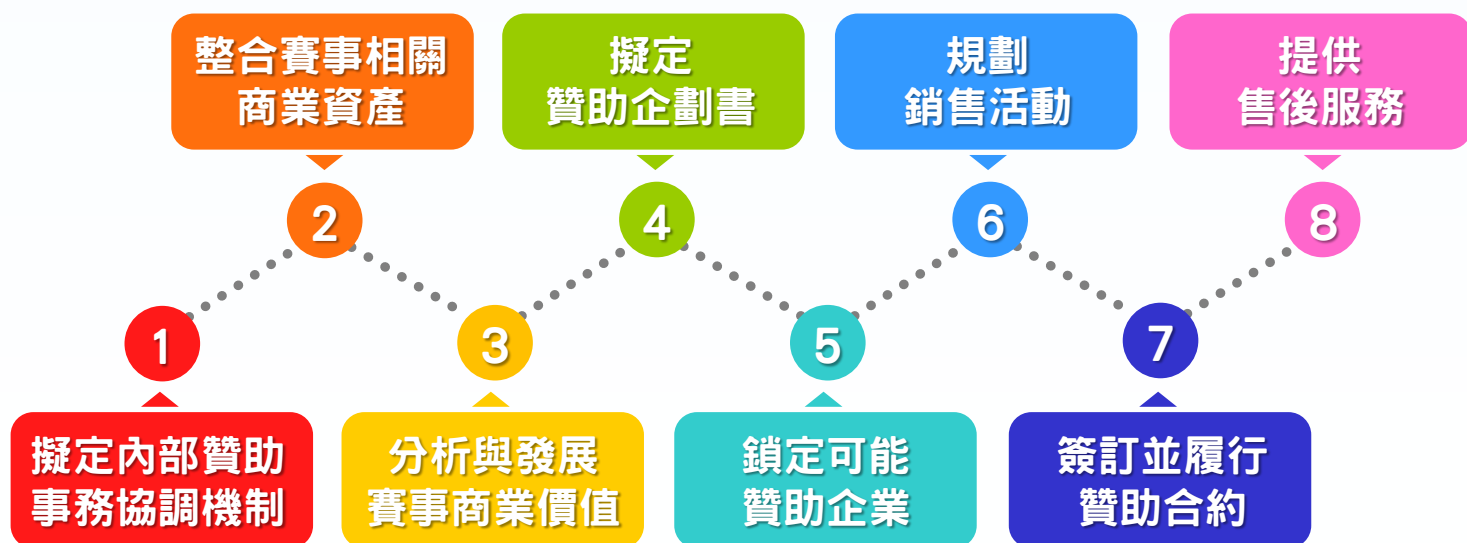 1
擬定內部贊助
事務協調機制
2
整合賽事相關
商業資產
3
分析與發展
賽事商業價值
4
擬定
贊助企劃書
5
鎖定可能
贊助企業
6
規劃
銷售活動
7
簽訂並履行
贊助合約
8
提供
售後服務